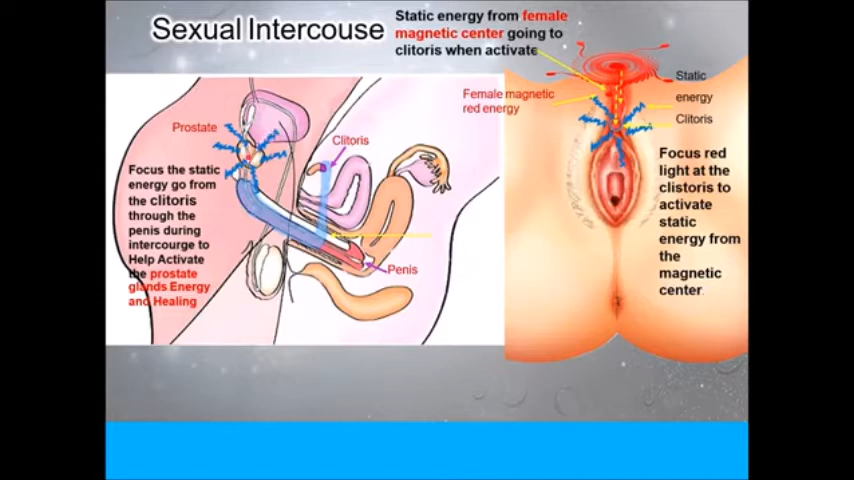 Sexual Intercouse
Static energy from female
magnetic center going to
clitoris when activate
Prostate
Clitoris
Focus the static
energy go from
the clitoris
through the
penis during
intercourge to
Help Activate
the prostate
glands Energy
and Healing
Penis
Female magnetic
red energy
Static
energy
Clitoris
Focus red
light at the
clistoris to
activate
static
energy from
the
magnetic
center.